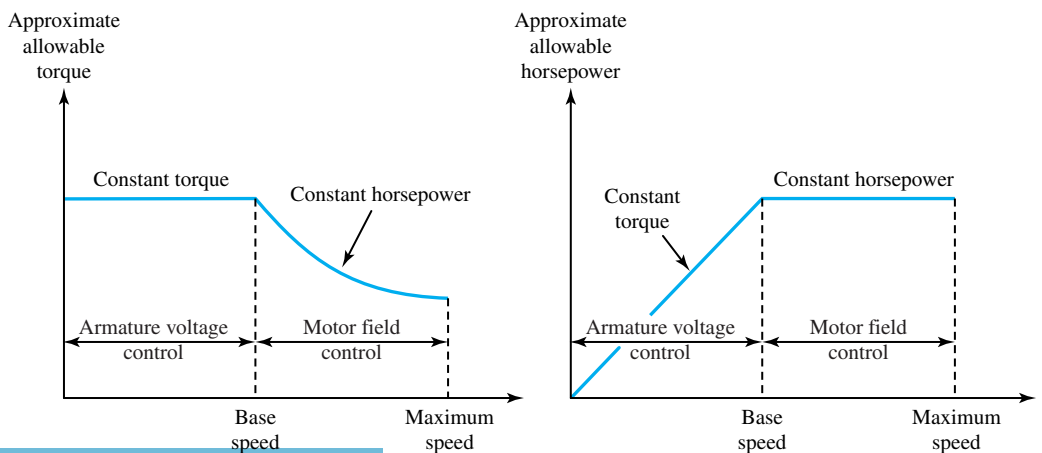 Approximate
allowable
torque
Constant torque
Constant horsepower
Armature voltage
control
Motor field
control
Base
speed
Maximum
speed
Approximate
allowable
horsepower
Constant
torque
Constant horsepower
Armature voltage
control
Motor field
control
Base
speed
Maximum
speed